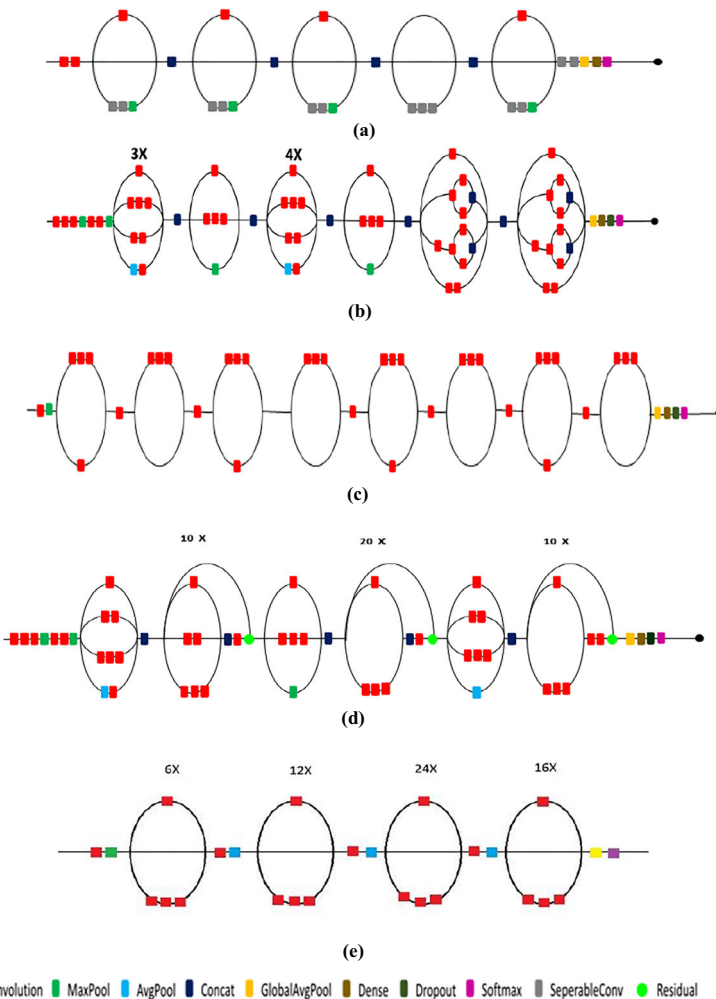 (a)
3X 4X
(b)
(c)
10 X 20 X 10 X
(d)
6X 12X 24X 16X
(e)
nvolution MaxPool AvgPool Concat GlobalAvgPool Dense Dropout Softmax SeperableConv Residual